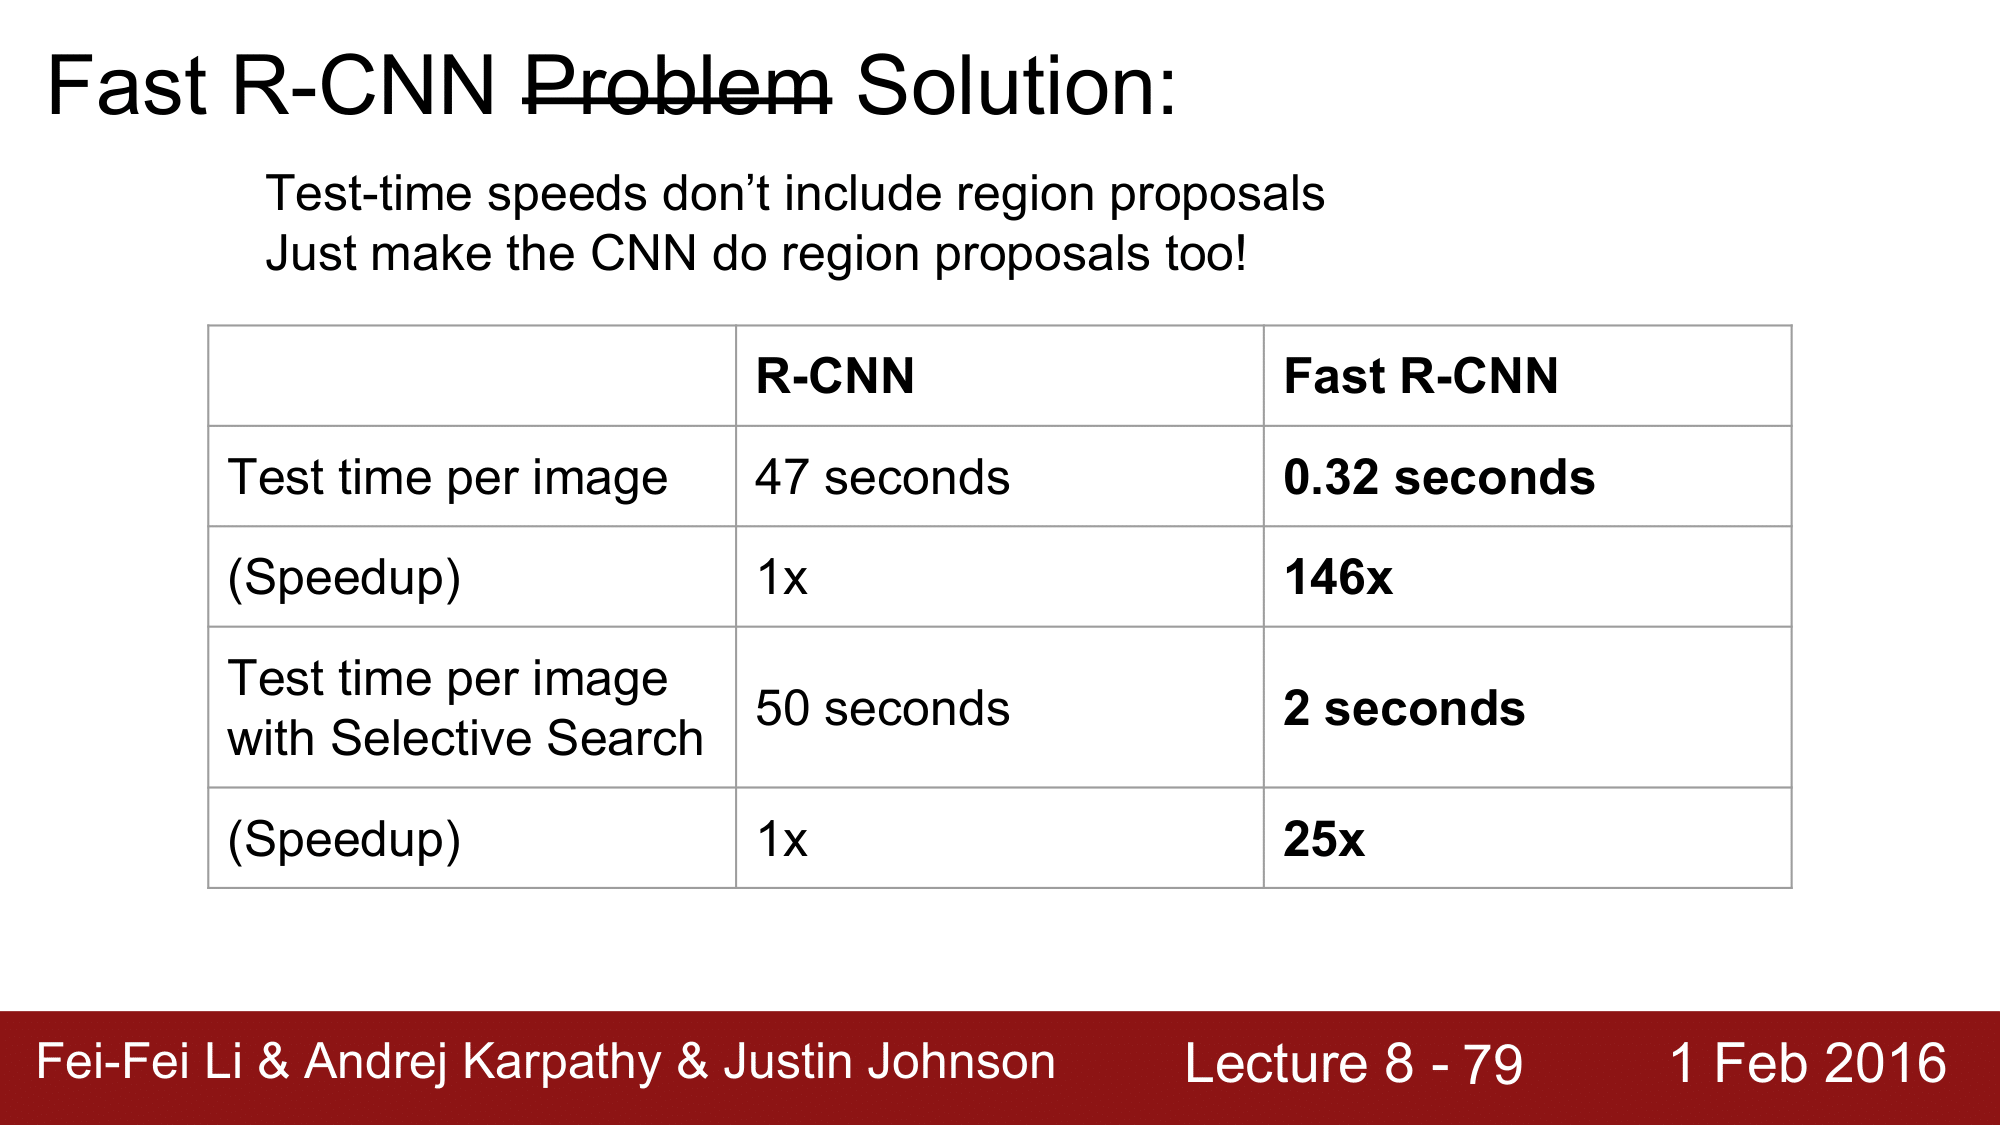 Fast R-CNN Problem Solution:
Test-time speeds don’t include region proposals
Just make the CNN do region proposals too!
R-CNN Fast R-CNN
Test time per image 47 seconds 0.32 seconds
(Speedup) 1x 146x
Test time per image
with Selective Search 50 seconds 2 seconds
(Speedup) 1x 25x
Fei-Fei Li & Andrej Karpathy & Justin Johnson Lecture 8 - 79 1 Feb 2016